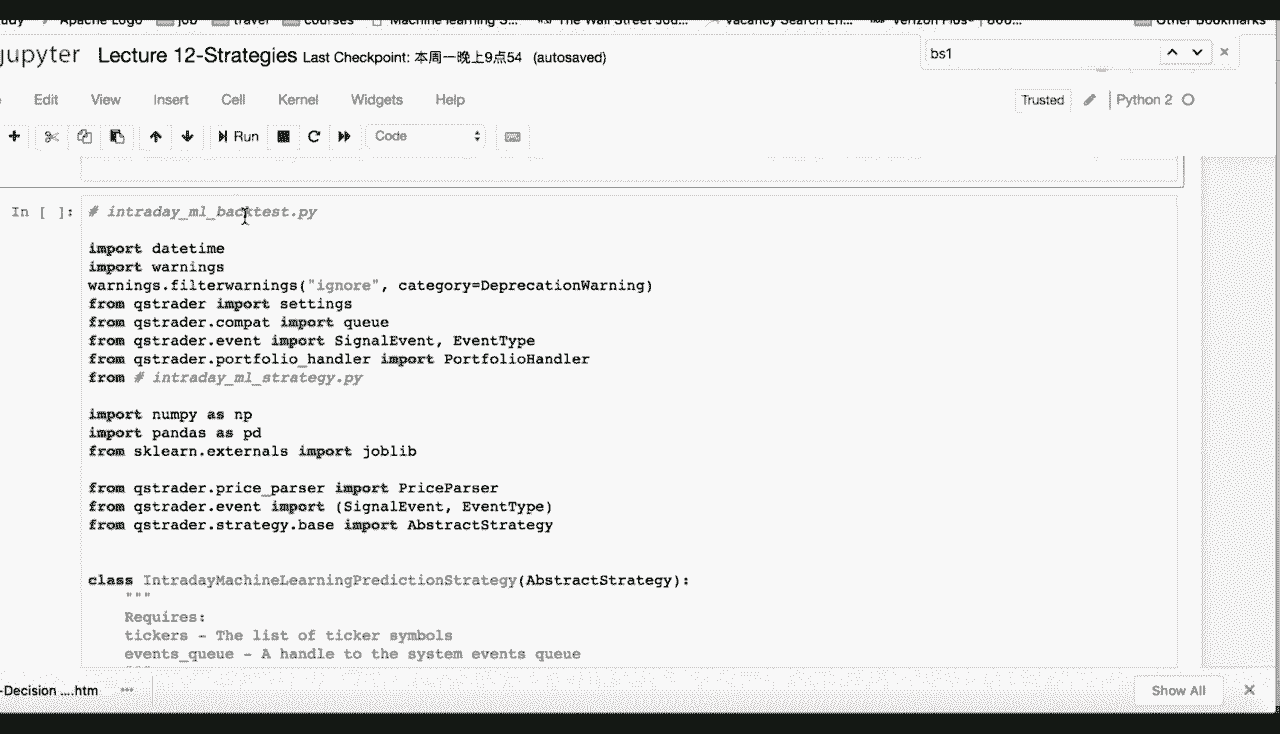 Apache Logo job travel courses Machine learning S... The Wall Street Jou... Vacancy Search En... Other Bookmarks
jupyter Lecture 12-Strategies Last Checkpoint: 本周一晚上9点54 (autosaved)
bs1
Edit View Insert Cell Kernel Widgets Help
Trusted Python 2
Run Code
In [ ]:
# intraday_ml_backtest.py
import datetime
import warnings
warnings.filterwarnings("ignore", category=DeprecationWarning)
from qstrader import settings
from qstrader.compat import queue
from qstrader.event import SignalEvent, EventType
from qstrader.portfolio_handler import PortfolioHandler
from # intraday_ml_strategy.py
import numpy as np
import pandas as pd
from sklearn.externals import joblib
from qstrader.price_parser import PriceParser
from qstrader.event import (SignalEvent, EventType)
from qstrader.strategy.base import AbstractStrategy
class IntradayMachineLearningPredictionStrategy(AbstractStrategy):
"""
Requires:
tickers - The list of ticker symbols
events_queue - A handle to the system events queue
-Decision ....htm
Show All